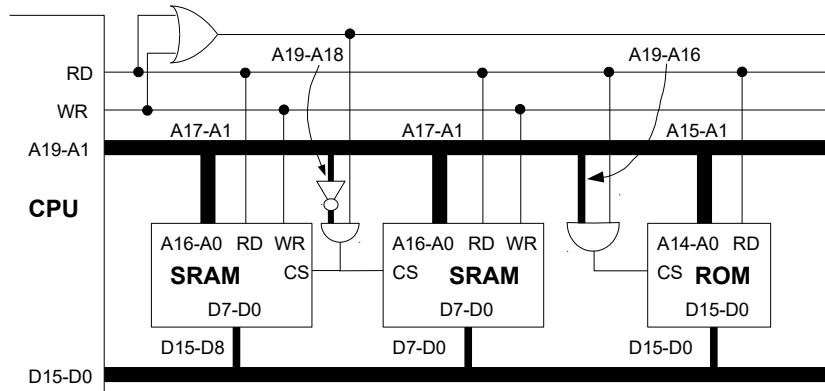 A19-A18
A19-A16
RD
WR
A17-A1
A17-A1
A15-A1
A19-A1
CPU
A16-A0 RD WR
A16-A0 RD WR
A14-A0 RD
SRAM CS
CS SRAM
CS ROM
D7-D0
D7-D0
D15-D0
D15-D8
D7-D0
D15-D0
D15-D0